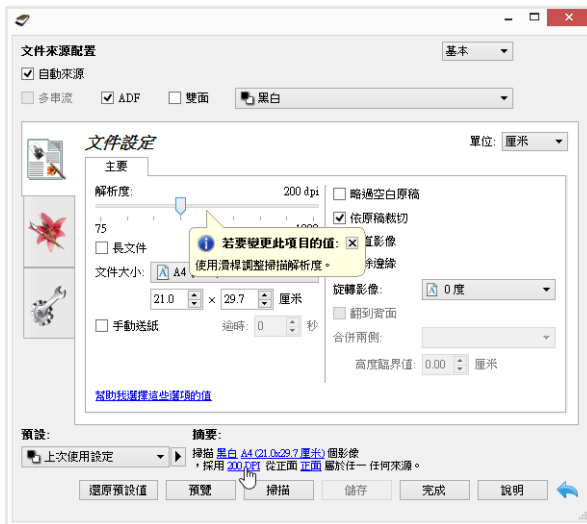 文件來源配置
基本
自動來源
多串流
ADF
雙面
黑白
文件設定
單位: 厘米
主要
解析度:
200 dpi
75
長文件
文件大小: A4
21.0 × 29.7 厘米
手動送紙
逾時: 0 秒
幫助我選擇這些選項的值
若要變更此項目的值:
使用滑桿調整掃描解析度。
略過空白原稿
依原稿裁切
影像
邊緣
旋轉影像: 0 度
翻到背面
合併兩側:
高度臨界值: 0.00 厘米
預設:
上次使用設定
摘要:
掃描 黑白 A4 (21.0x29.7 厘米) 個影像
，採用 200 DPI 從正面 正面 屬於任一 任何來源。
還原預設值
預覽
掃描
儲存
完成
說明